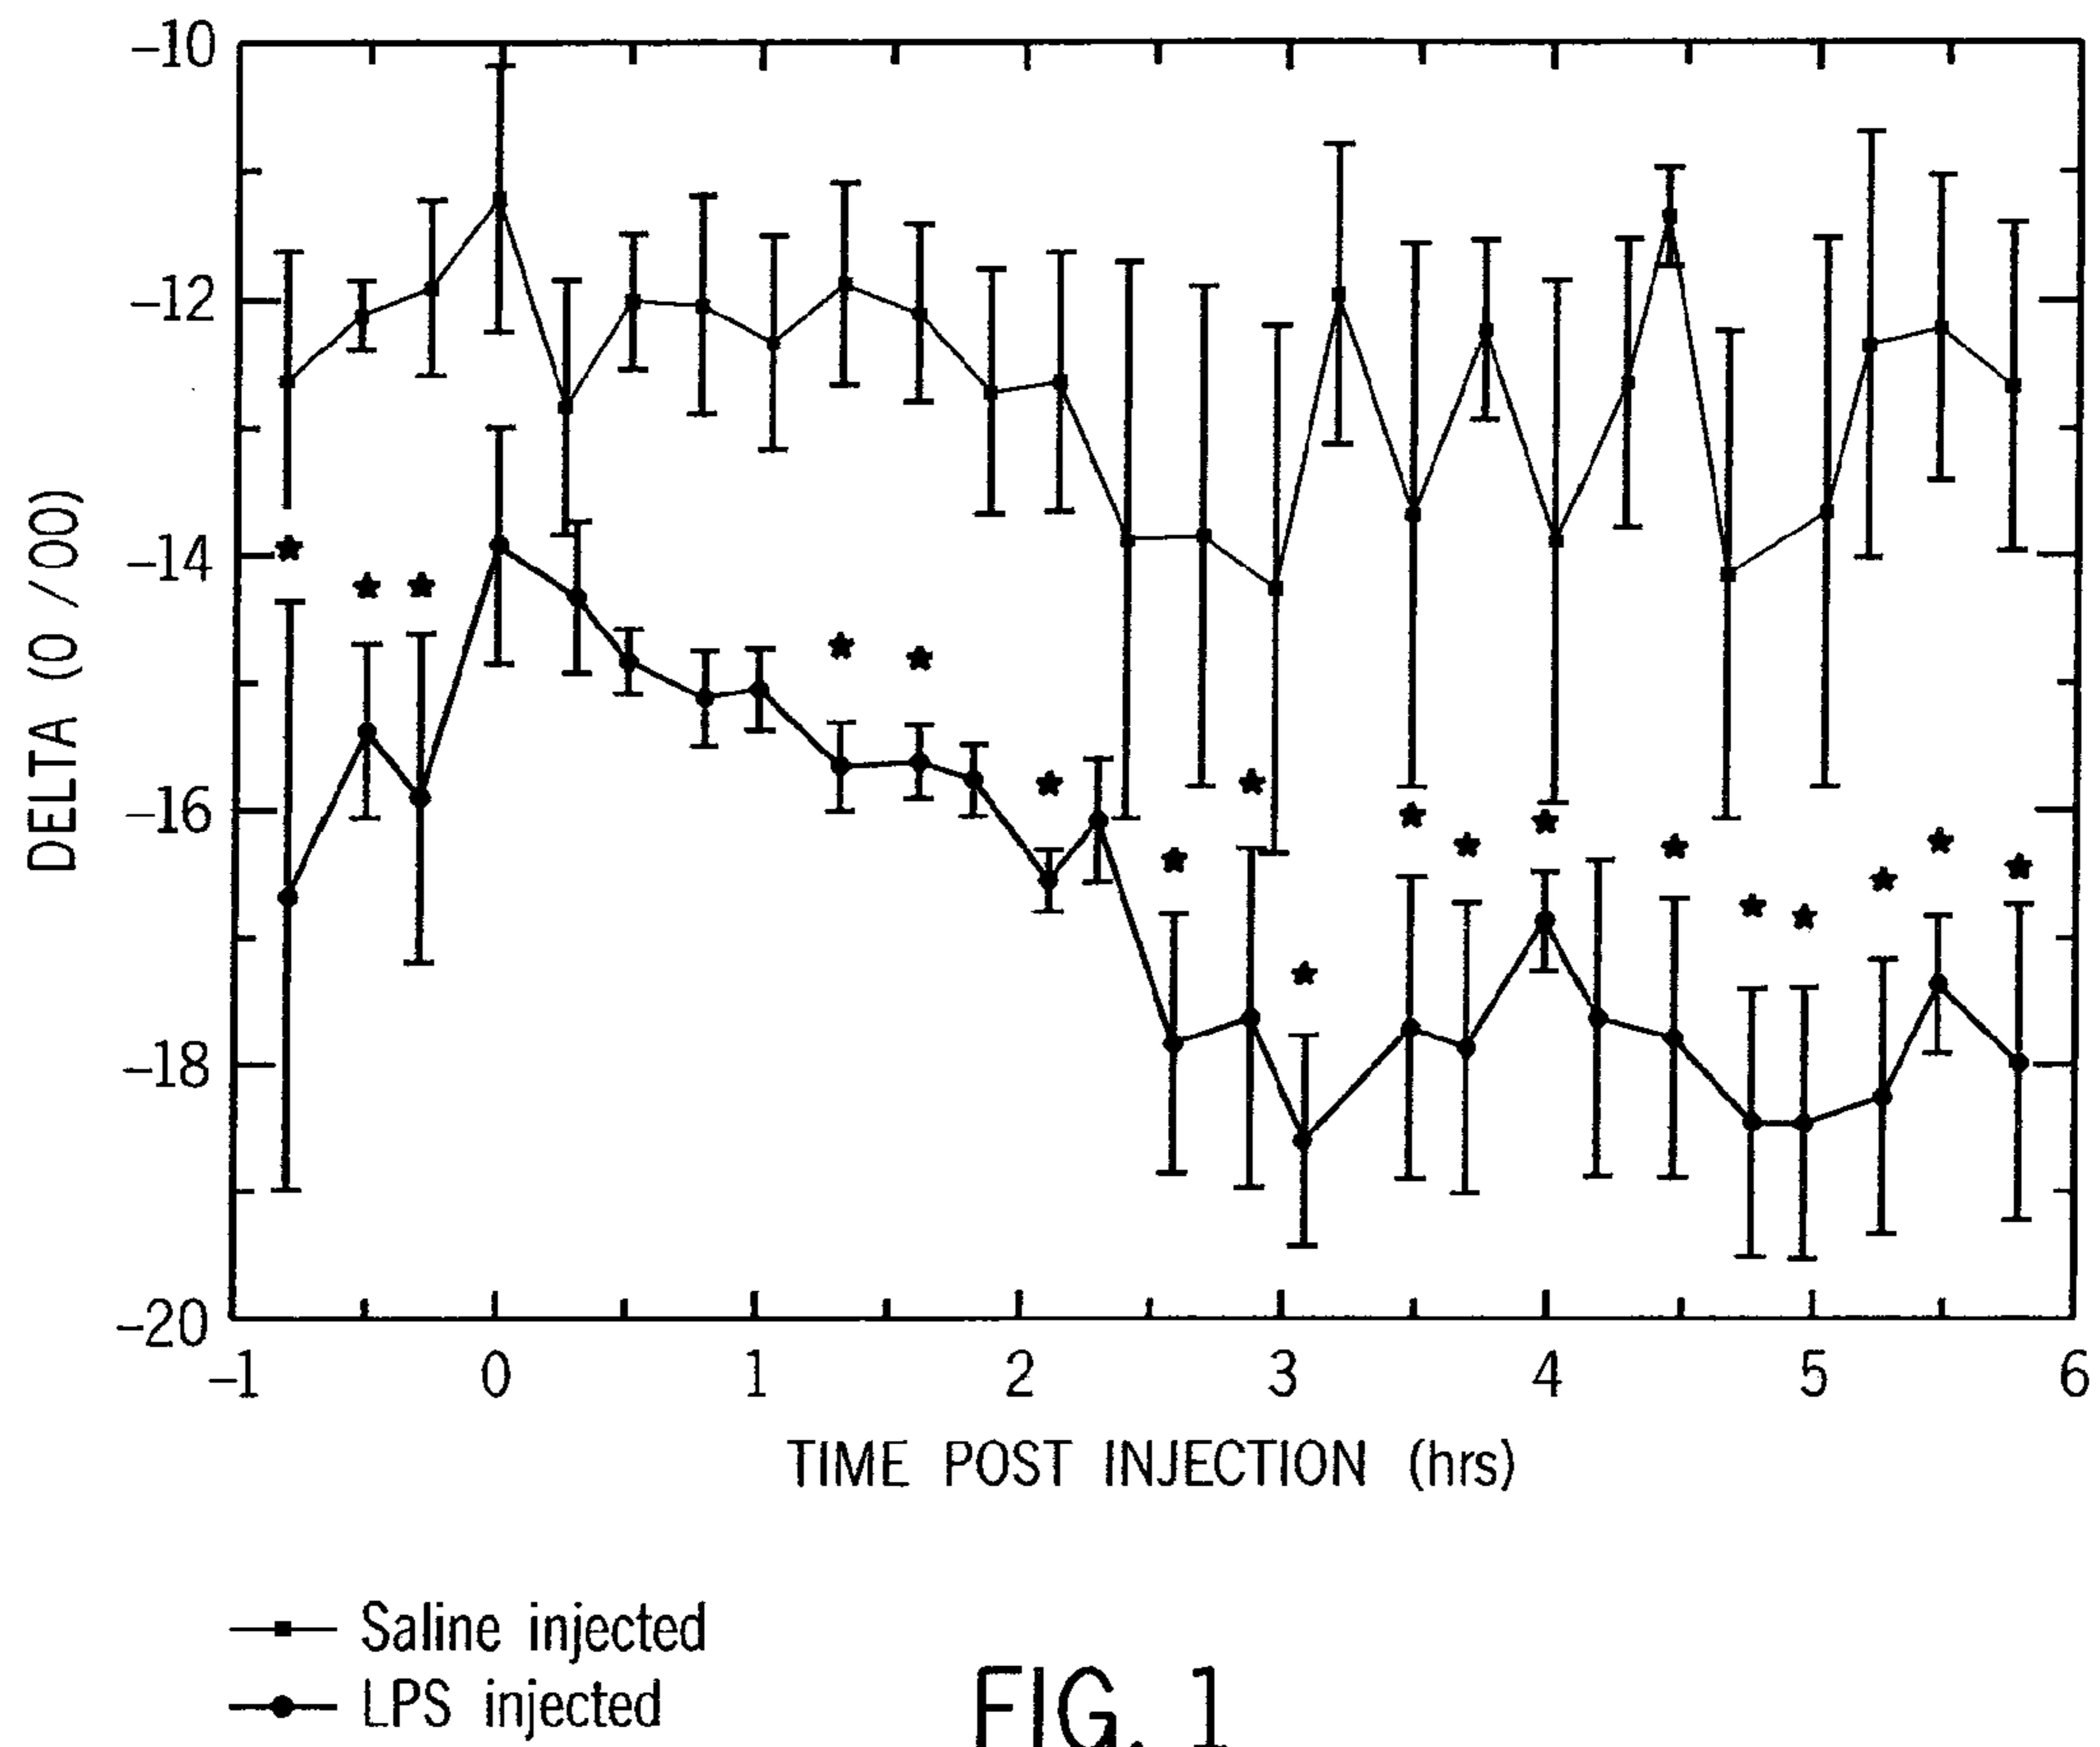 -10
-12
-14
-16
-18
-20
DELTA (0/00)
-1 0 1 2 3 4 5 6
TIME POST INJECTION (hrs)
Saline injected
LPS injected
FIG. 1